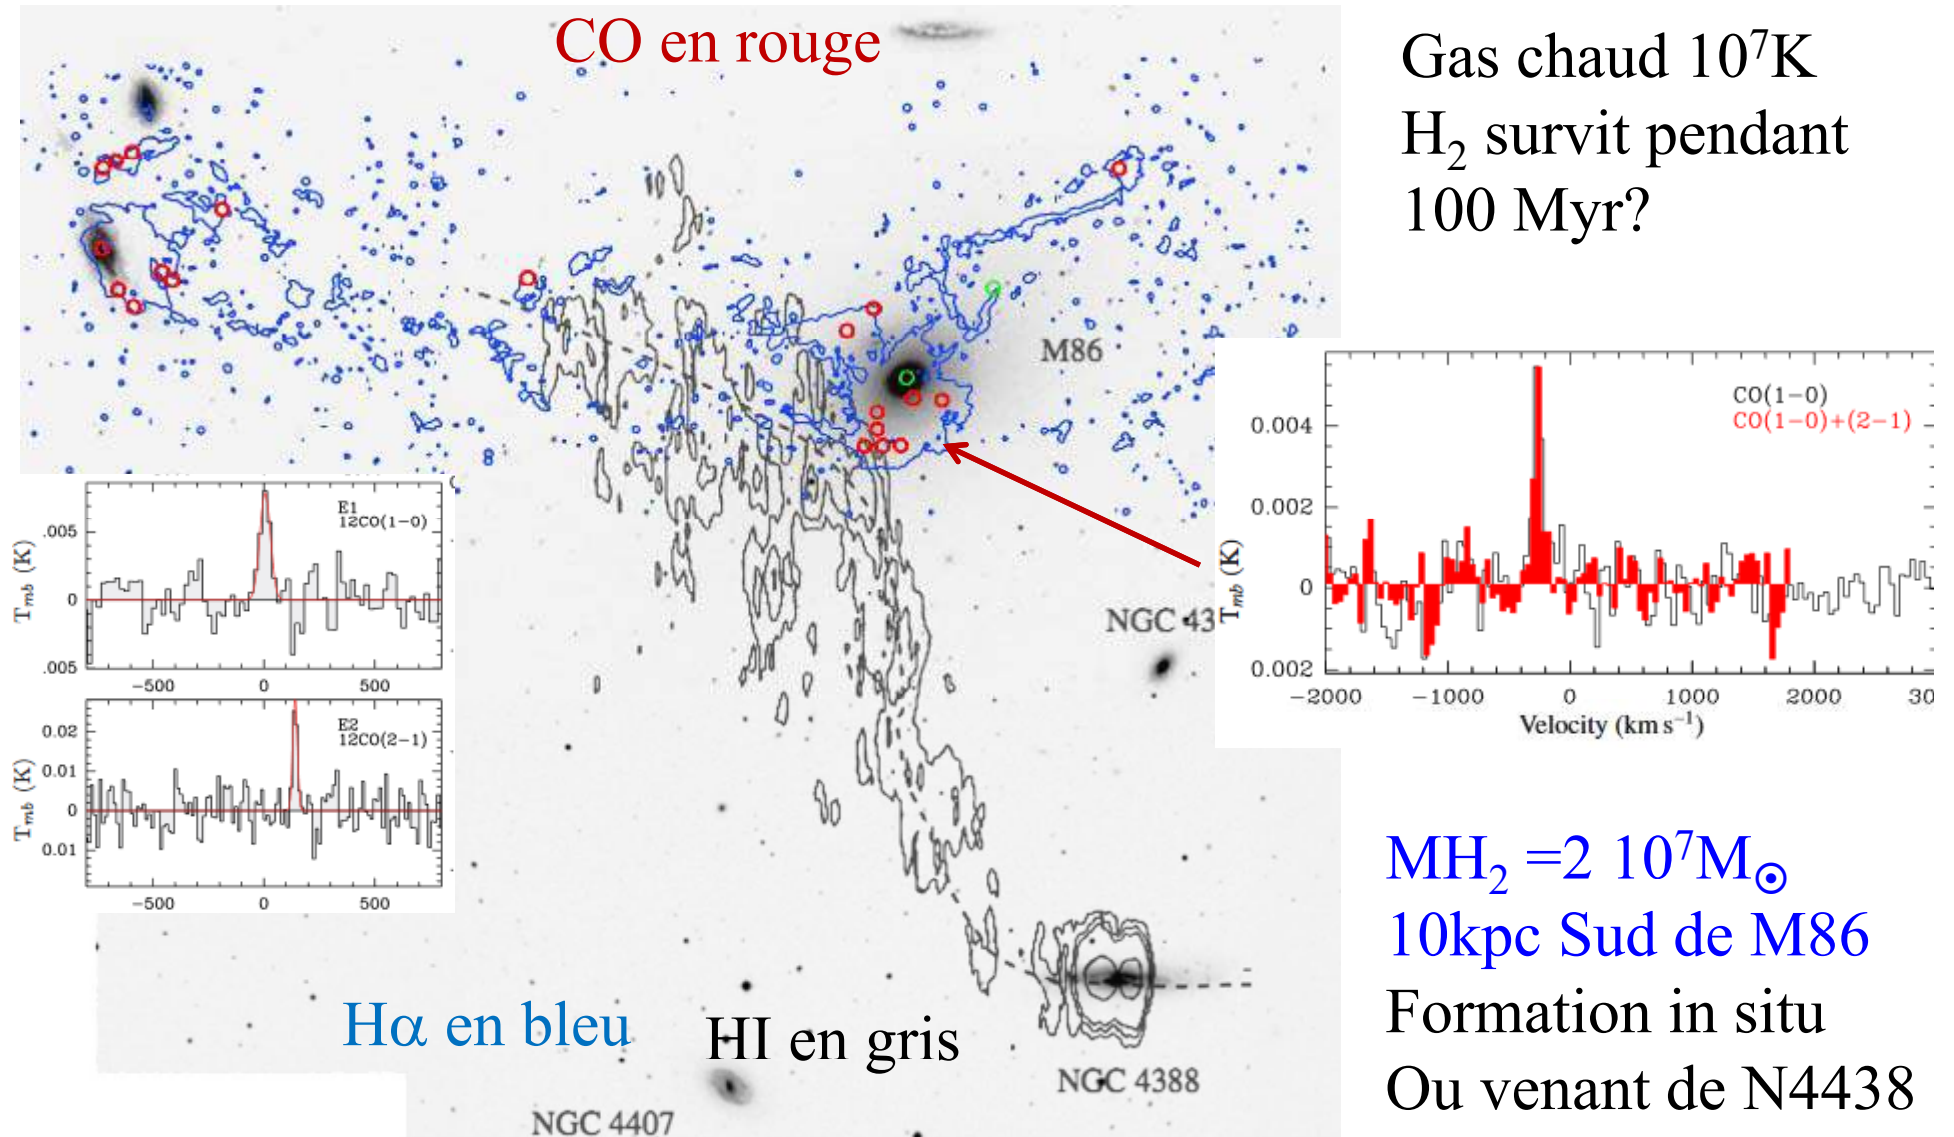 CO en rouge
Gas chaud 10⁷K
H₂ survit pendant
100 Myr?
M86
CO(1-0)
CO(1-0)+(2-1)
0.004
0.002
0
0.002
T_mb (K)
−2000 −1000 0 1000 2000 30
Velocity (km s⁻¹)
E1
12CO(1-0)
.005
0
.005
T_mb (K)
−500 0 500
E2
12CO(2-1)
0.02
0.01
0
0.01
T_mb (K)
−500 0 500
NGC 43
MH₂ =2 10⁷M☉
10kpc Sud de M86
Formation in situ
Ou venant de N4438
Hα en bleu
HI en gris
NGC 4388
NGC 4407